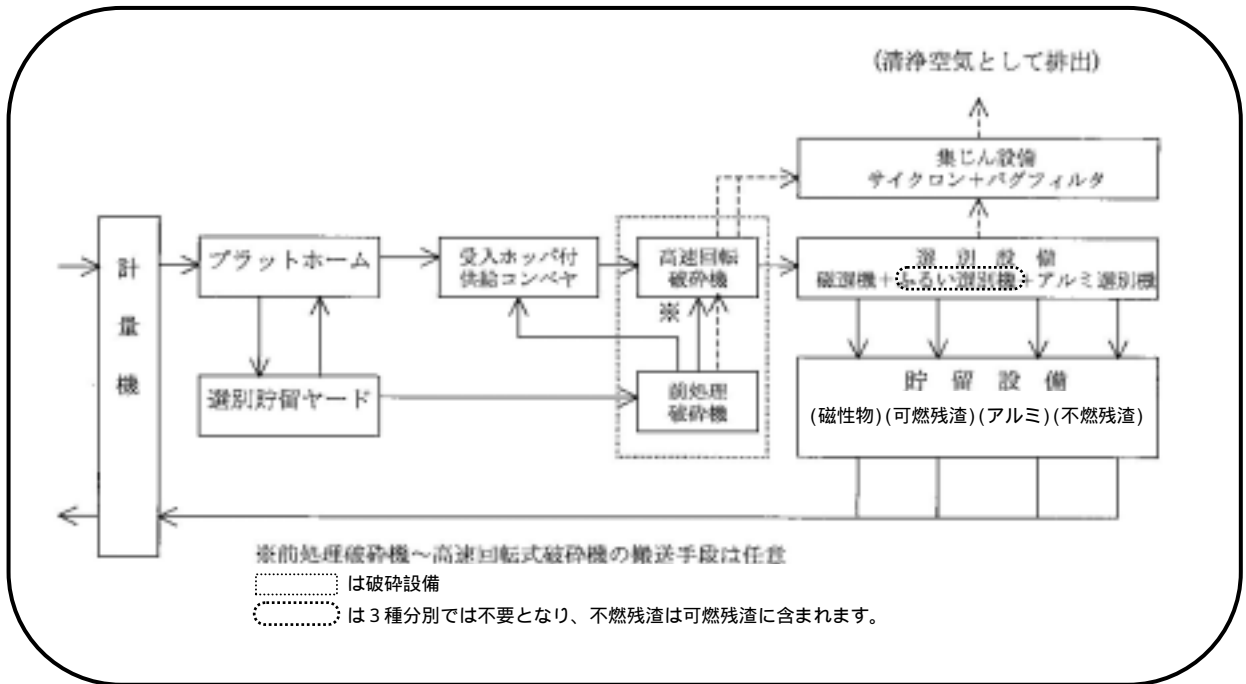 (清浄空気として排出)
集じん設備
サイクロン+バグフィルタ
計量機
プラットホーム
受入ホッパ付
供給コンベヤ
高速回転
破砕機
選別設備
磁選機+ふるい選別機+アルミ選別機
※
選別貯留ヤード
前処理
破砕機
貯留設備
(磁性物)(可燃残渣)(アルミ)(不燃残渣)
※前処理破砕機~高速回転式破砕機の搬送手段は任意
は破砕設備
は3種分別では不要となり、不燃残渣は可燃残渣に含まれます。